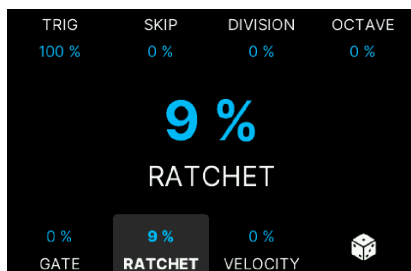 TRIG SKIP DIVISION OCTAVE
100 % 0 % 0 % 0 %
9 %
RATCHET
0 % 9 % 0 %
GATE RATCHET VELOCITY